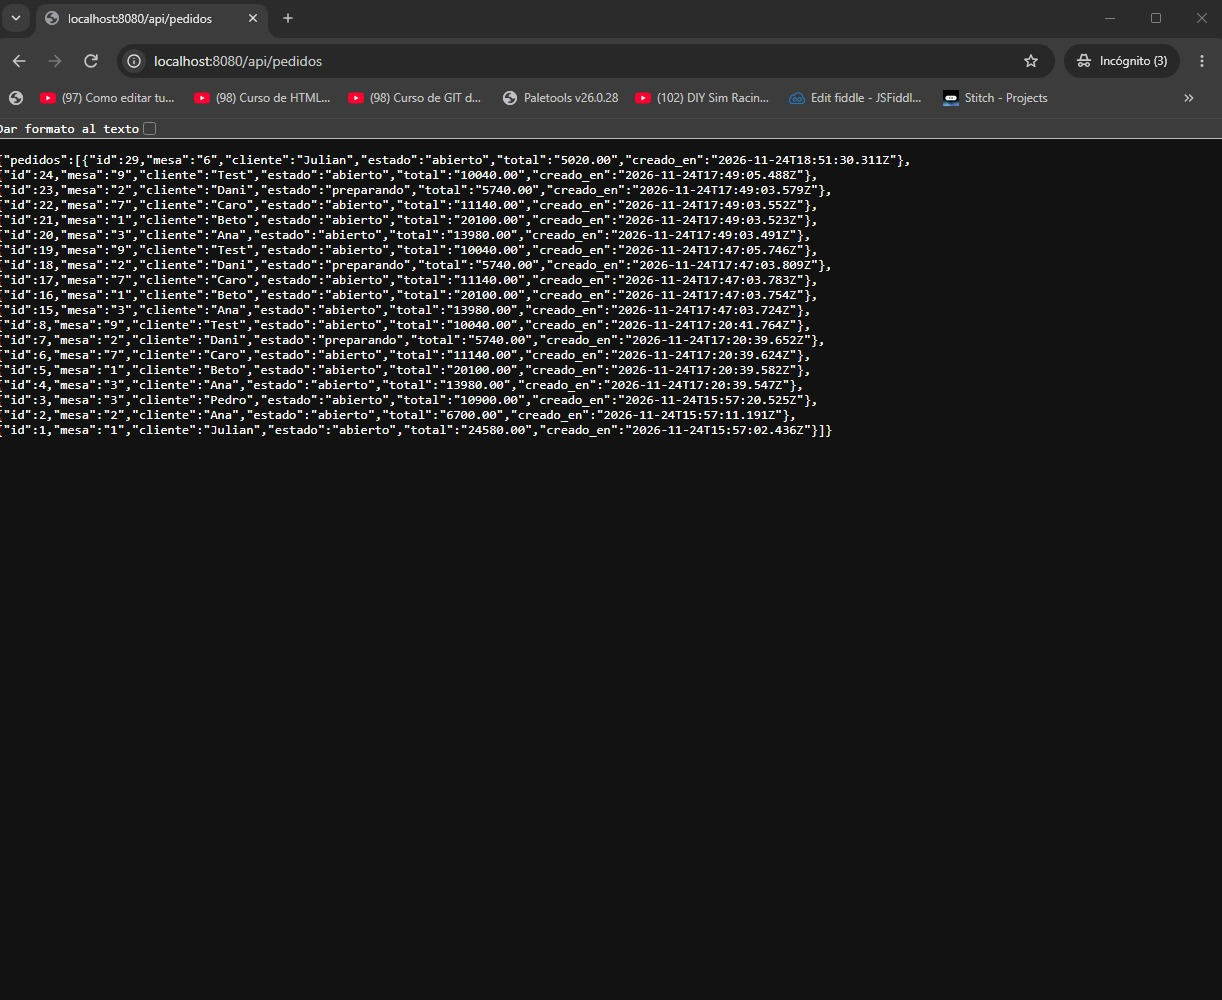 localhost:8080/api/pedidos
localhost:8080/api/pedidos
Incógnito (3)
(97) Como editar tu...
(98) Curso de HTML...
(98) Curso de GIT d...
Paletools v26.0.28
(102) DIY Sim Racin...
Edit fiddle - JSFiddl...
Stitch - Projects
Dar formato al texto
{"pedidos":[{"id":29,"mesa":"6","cliente":"Julian","estado":"abierto","total":"5020.00","creado_en":"2026-11-24T18:51:30.311Z"},
{"id":24,"mesa":"9","cliente":"Test","estado":"abierto","total":"10040.00","creado_en":"2026-11-24T17:49:05.488Z"},
{"id":23,"mesa":"2","cliente":"Dani","estado":"preparando","total":"5740.00","creado_en":"2026-11-24T17:49:03.579Z"},
{"id":22,"mesa":"7","cliente":"Caro","estado":"abierto","total":"11140.00","creado_en":"2026-11-24T17:49:03.552Z"},
{"id":21,"mesa":"1","cliente":"Beto","estado":"abierto","total":"20100.00","creado_en":"2026-11-24T17:49:03.523Z"},
{"id":20,"mesa":"3","cliente":"Ana","estado":"abierto","total":"13980.00","creado_en":"2026-11-24T17:49:03.491Z"},
{"id":19,"mesa":"9","cliente":"Test","estado":"abierto","total":"10040.00","creado_en":"2026-11-24T17:47:05.746Z"},
{"id":18,"mesa":"2","cliente":"Dani","estado":"preparando","total":"5740.00","creado_en":"2026-11-24T17:47:03.809Z"},
{"id":17,"mesa":"7","cliente":"Caro","estado":"abierto","total":"11140.00","creado_en":"2026-11-24T17:47:03.783Z"},
{"id":16,"mesa":"1","cliente":"Beto","estado":"abierto","total":"20100.00","creado_en":"2026-11-24T17:47:03.754Z"},
{"id":15,"mesa":"3","cliente":"Ana","estado":"abierto","total":"13980.00","creado_en":"2026-11-24T17:47:03.724Z"},
{"id":8,"mesa":"9","cliente":"Test","estado":"abierto","total":"10040.00","creado_en":"2026-11-24T17:20:41.764Z"},
{"id":7,"mesa":"2","cliente":"Dani","estado":"preparando","total":"5740.00","creado_en":"2026-11-24T17:20:39.652Z"},
{"id":6,"mesa":"7","cliente":"Caro","estado":"abierto","total":"11140.00","creado_en":"2026-11-24T17:20:39.624Z"},
{"id":5,"mesa":"1","cliente":"Beto","estado":"abierto","total":"20100.00","creado_en":"2026-11-24T17:20:39.582Z"},
{"id":4,"mesa":"3","cliente":"Ana","estado":"abierto","total":"13980.00","creado_en":"2026-11-24T17:20:39.547Z"},
{"id":3,"mesa":"3","cliente":"Pedro","estado":"abierto","total":"10900.00","creado_en":"2026-11-24T15:57:20.525Z"},
{"id":2,"mesa":"2","cliente":"Ana","estado":"abierto","total":"6700.00","creado_en":"2026-11-24T15:57:11.191Z"},
{"id":1,"mesa":"1","cliente":"Julian","estado":"abierto","total":"24580.00","creado_en":"2026-11-24T15:57:02.436Z"}]}